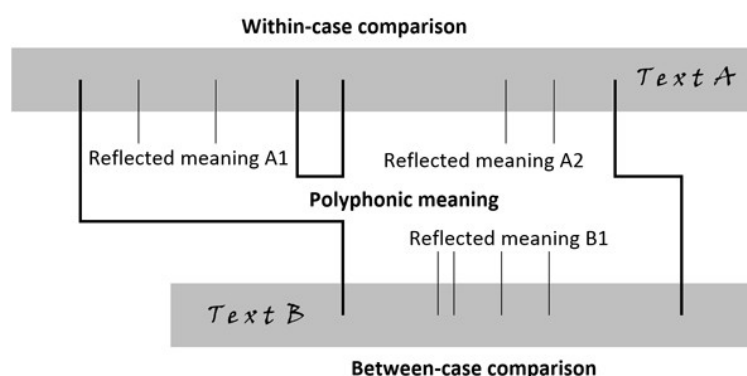 Within-case comparison
Text A
Reflected meaning A1
Reflected meaning A2
Polyphonic meaning
Reflected meaning B1
Text B
Between-case comparison